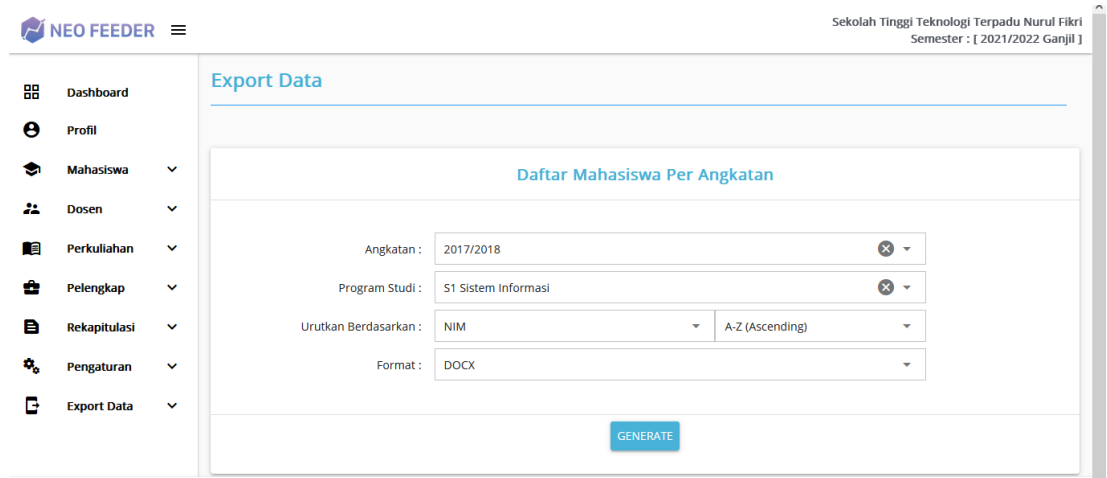 NEO FEEDER
Sekolah Tinggi Teknologi Terpadu Nurul Fikri
Semester : [ 2021/2022 Ganjil ]
Dashboard
Profil
Mahasiswa
Dosen
Perkuliahan
Pelengkap
Rekapitulasi
Pengaturan
Export Data
Export Data
Daftar Mahasiswa Per Angkatan
Angkatan : 2017/2018
Program Studi : S1 Sistem Informasi
Urutkan Berdasarkan : NIM A-Z (Ascending)
Format : DOCX
GENERATE